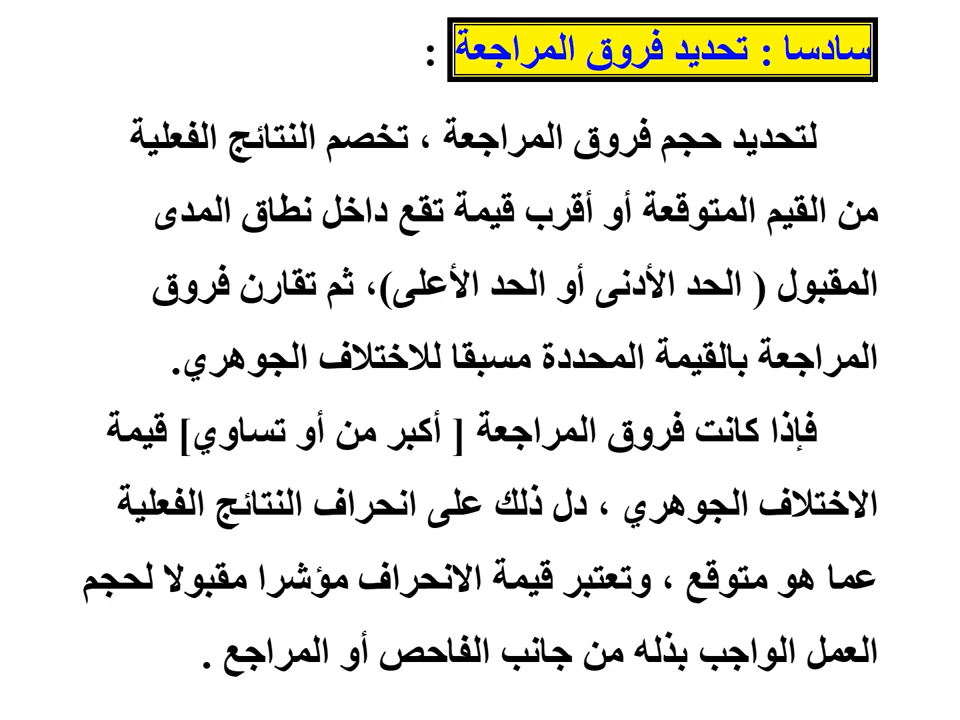 سادسا : تحديد فروق المراجعة :
لتحديد حجم فروق المراجعة ، تخصم النتائج الفعلية
من القيم المتوقعة أو أقرب قيمة تقع داخل نطاق المدى
المقبول ( الحد الأدنى أو الحد الأعلى)، ثم تقارن فروق
المراجعة بالقيمة المحددة مسبقا للاختلاف الجوهري.
فإذا كانت فروق المراجعة [ أكبر من أو تساوي] قيمة
الاختلاف الجوهري ، دل ذلك على انحراف النتائج الفعلية
عما هو متوقع ، وتعتبر قيمة الانحراف مؤشرا مقبولا لحجم
العمل الواجب بذله من جانب الفاحص أو المراجع .